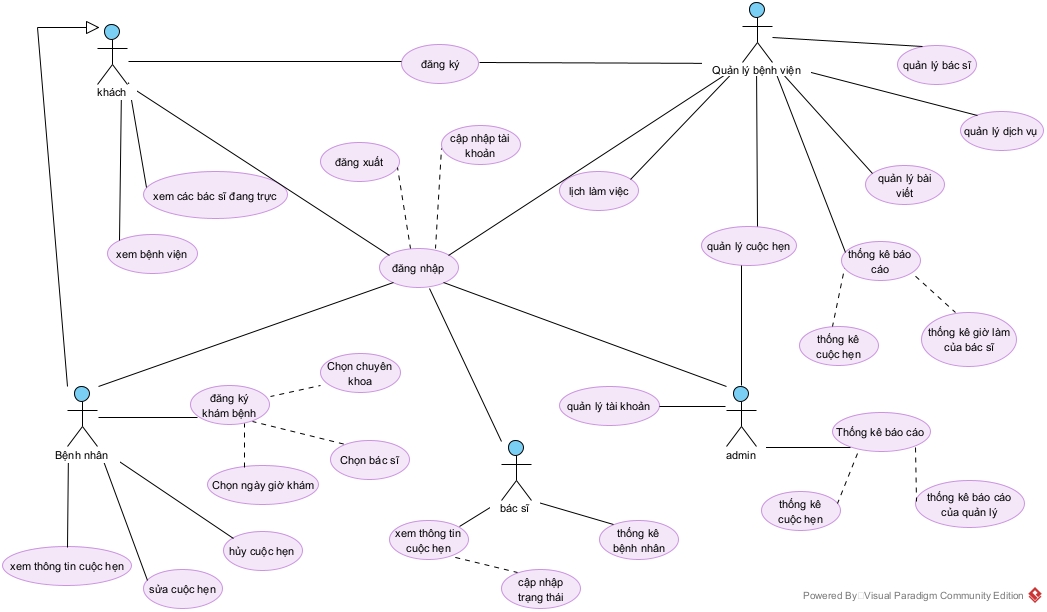 khách
đăng ký
Quản lý bệnh viện
quản lý bác sĩ
quản lý dịch vụ
cập nhập tài
khoản
đăng xuất
lịch làm việc
quản lý bài
viết
xem các bác sĩ đang trực
xem bệnh viện
quản lý cuộc hẹn
thống kê báo
cáo
đăng nhập
thống kê
cuộc hẹn
thống kê giờ làm
của bác sĩ
Chọn chuyên
khoa
đăng ký
khám bệnh
quản lý tài khoản
Bệnh nhân
Chọn bác sĩ
Chọn ngày giờ khám
admin
Thống kê báo cáo
thống kê
cuộc hẹn
thống kê báo cáo
của quản lý
bác sĩ
xem thông tin
cuộc hẹn
thống kê
bệnh nhân
hủy cuộc hẹn
xem thông tin cuộc hẹn
sửa cuộc hẹn
cập nhập
trạng thái
Powered By Visual Paradigm Community Edition